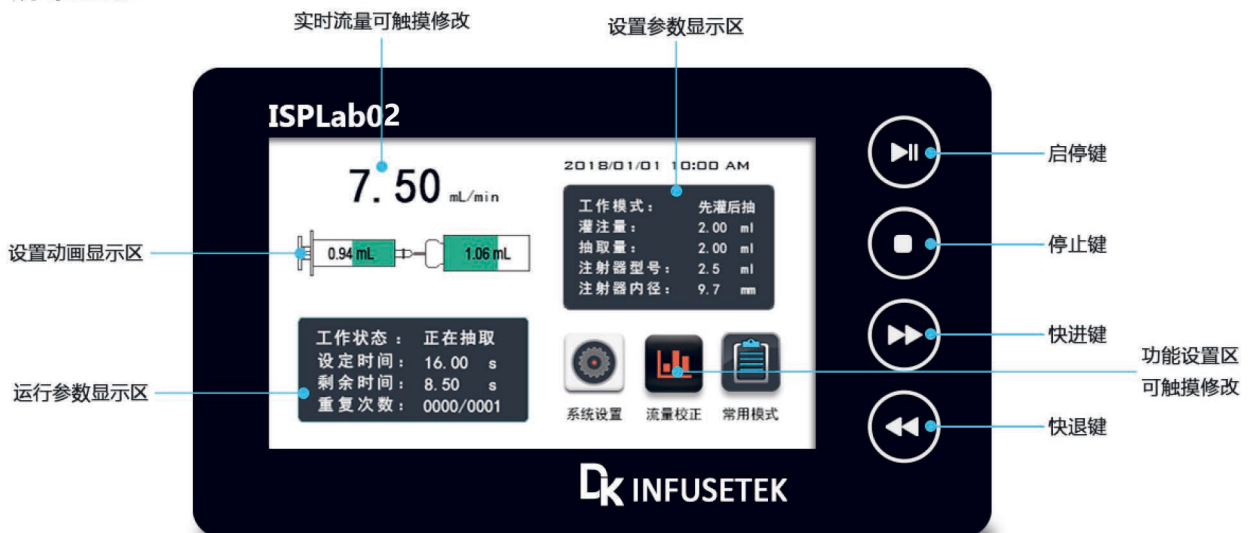 实时流量可触摸修改
设置参数显示区
ISPLab02
7.50 mL/min
2018/01/01 10:00 AM
工作模式： 先灌后抽
灌注量： 2.00 ml
抽取量： 2.00 ml
注射器型号： 2.5 ml
注射器内径： 9.7 mm
启停键
设置动画显示区
0.94 mL
1.06 mL
停止键
工作状态： 正在抽取
设定时间： 16.00 s
剩余时间： 8.50 s
重复次数： 0000/0001
运行参数显示区
系统设置
流量校正
常用模式
快进键
功能设置区
可触摸修改
快退键
DK INFUSETEK